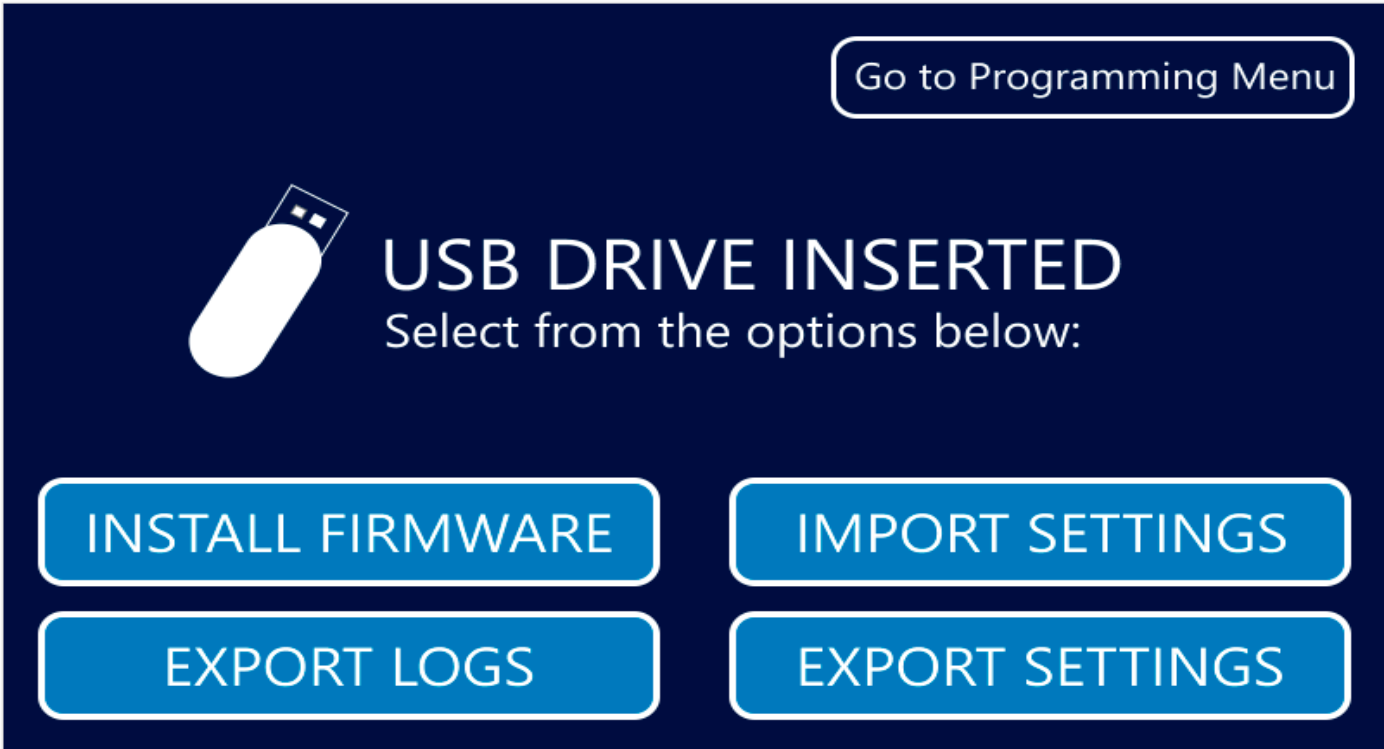 Go to Programming Menu
USB DRIVE INSERTED
Select from the options below:
INSTALL FIRMWARE
IMPORT SETTINGS
EXPORT LOGS
EXPORT SETTINGS